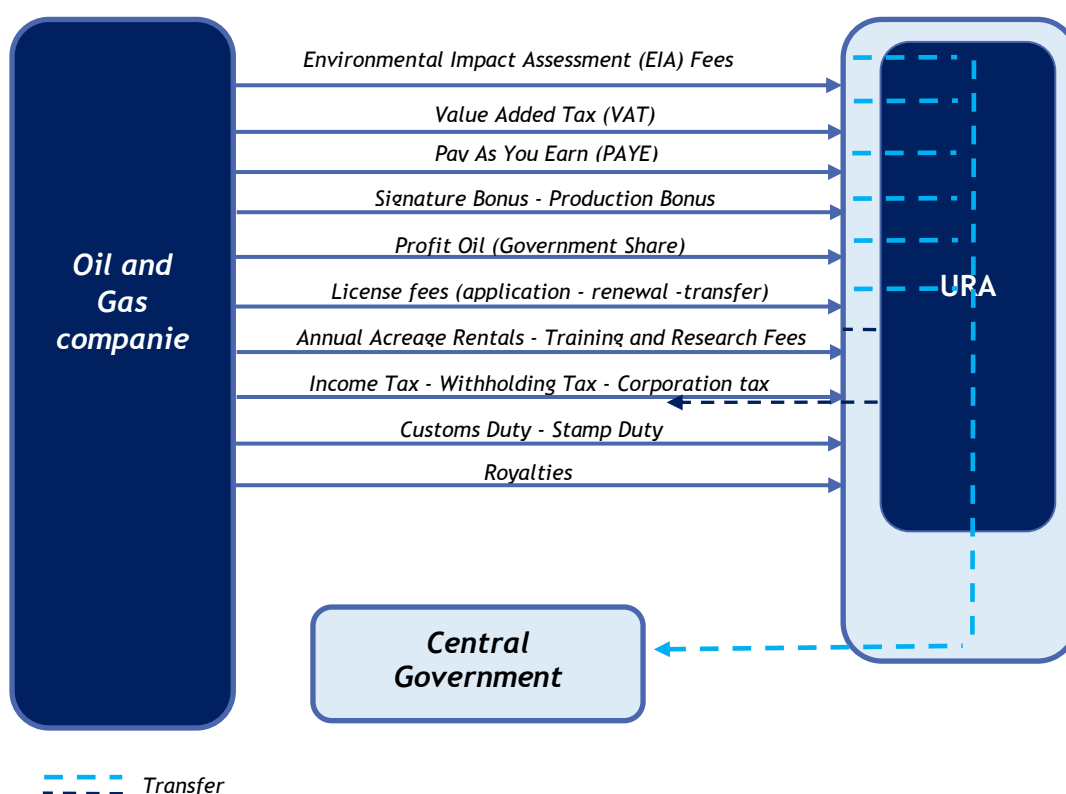 Environmental Impact Assessment (EIA) Fees
Value Added Tax (VAT)
Pay As You Earn (PAYE)
Signature Bonus - Production Bonus
Profit Oil (Government Share)
License fees (application - renewal -transfer)
Annual Acreage Rentals - Training and Research Fees
Income Tax - Withholding Tax - Corporation tax
Customs Duty - Stamp Duty
Royalties
Oil and
Gas
companie
URA
Central
Government
Transfer